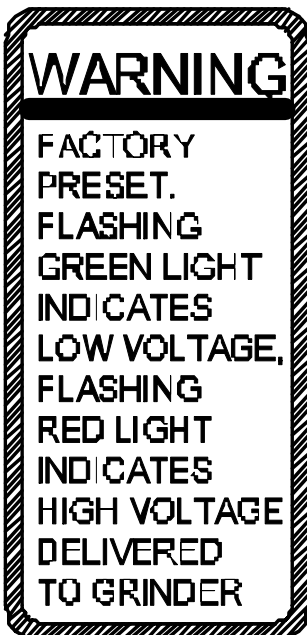 WARNING
FACTORY
PRESET.
FLASHING
GREEN LIGHT
INDICATES
LOW VOLTAGE,
FLASHING
RED LIGHT
INDICATES
HIGH VOLTAGE
DELIVERED
TO GRINDER